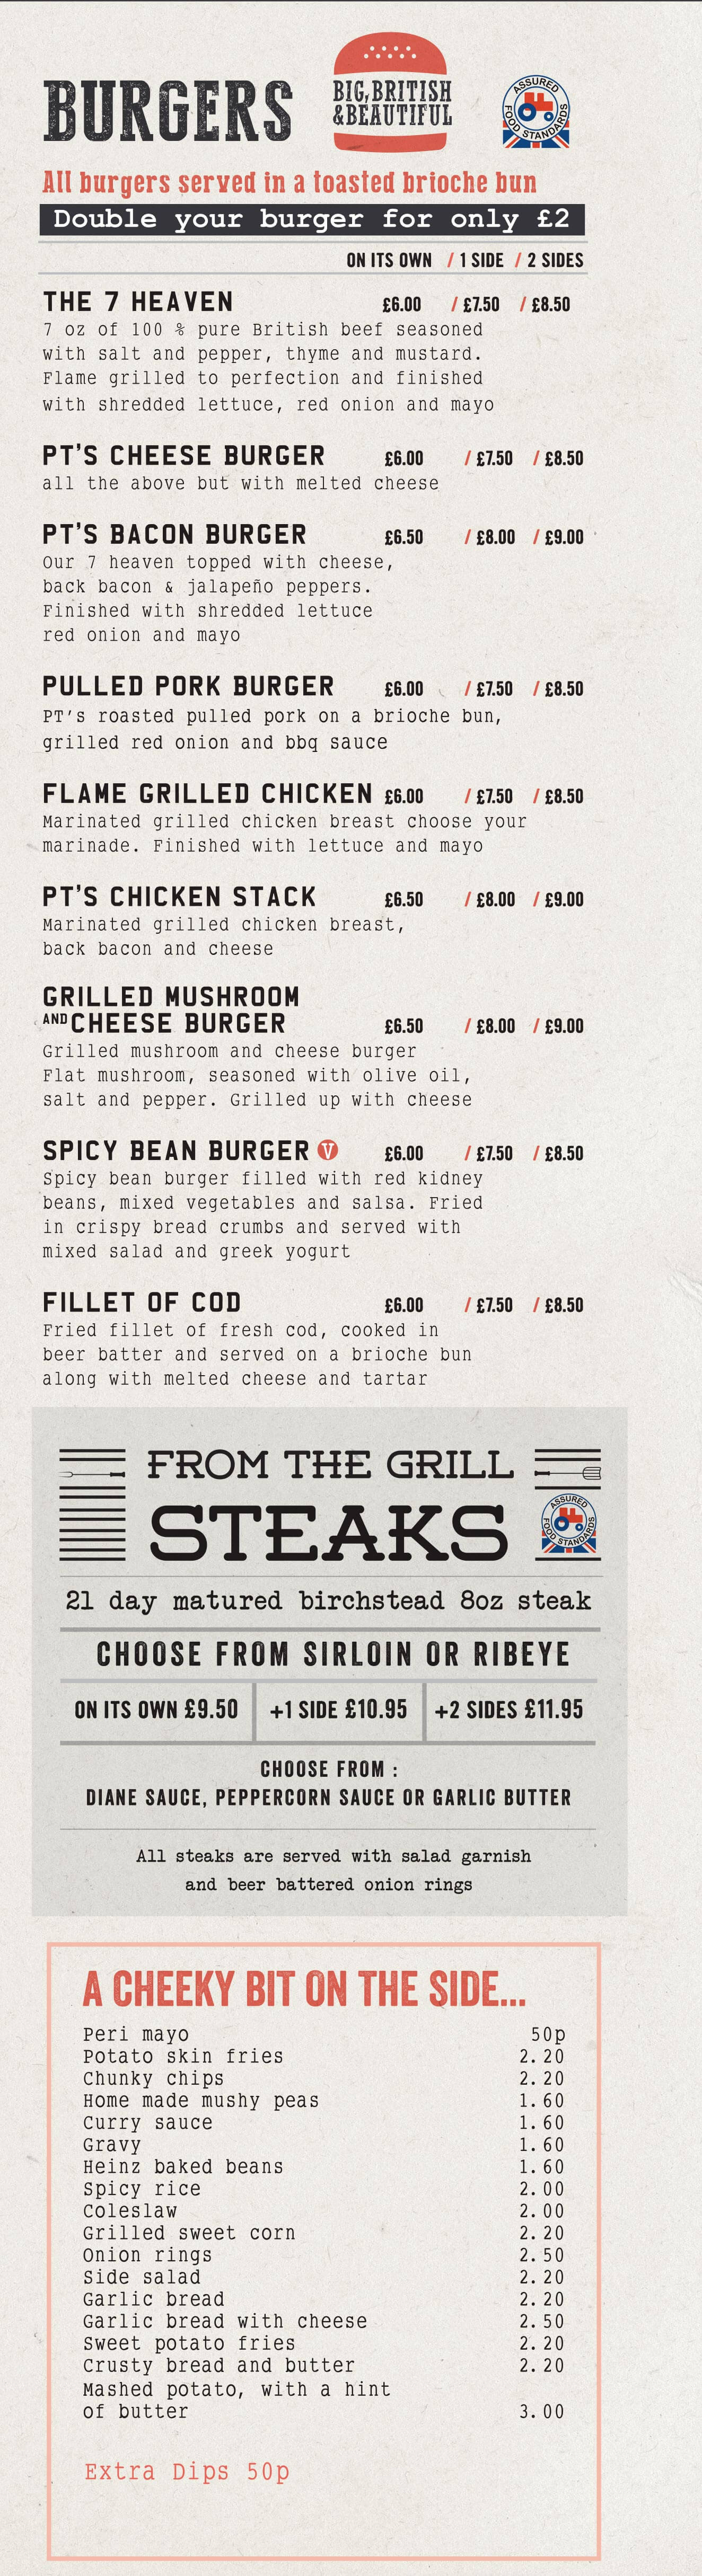 BURGERS
BIG, BRITISH
&BEAUTIFUL
ASSURED
FOOD STANDARDS
All burgers served in a toasted brioche bun
Double your burger for only £2
ON ITS OWN / 1 SIDE / 2 SIDES
THE 7 HEAVEN £6.00 / £7.50 / £8.50
7 oz of 100 % pure British beef seasoned
with salt and pepper, thyme and mustard.
Flame grilled to perfection and finished
with shredded lettuce, red onion and mayo
PT'S CHEESE BURGER £6.00 / £7.50 / £8.50
all the above but with melted cheese
PT'S BACON BURGER £6.50 / £8.00 / £9.00
Our 7 heaven topped with cheese,
back bacon & jalapeño peppers.
Finished with shredded lettuce
red onion and mayo
PULLED PORK BURGER £6.00 / £7.50 / £8.50
PT's roasted pulled pork on a brioche bun,
grilled red onion and bbq sauce
FLAME GRILLED CHICKEN £6.00 / £7.50 / £8.50
Marinated grilled chicken breast choose your
marinade. Finished with lettuce and mayo
PT'S CHICKEN STACK £6.50 / £8.00 / £9.00
Marinated grilled chicken breast,
back bacon and cheese
GRILLED MUSHROOM
AND CHEESE BURGER £6.50 / £8.00 / £9.00
Grilled mushroom and cheese burger
Flat mushroom, seasoned with olive oil,
salt and pepper. Grilled up with cheese
SPICY BEAN BURGER V £6.00 / £7.50 / £8.50
Spicy bean burger filled with red kidney
beans, mixed vegetables and salsa. Fried
in crispy bread crumbs and served with
mixed salad and greek yogurt
FILLET OF COD £6.00 / £7.50 / £8.50
Fried fillet of fresh cod, cooked in
beer batter and served on a brioche bun
along with melted cheese and tartar
FROM THE GRILL
STEAKS
ASSURED
FOOD STANDARDS
21 day matured birchstead 8oz steak
CHOOSE FROM SIRLOIN OR RIBEYE
ON ITS OWN £9.50 +1 SIDE £10.95 +2 SIDES £11.95
CHOOSE FROM :
DIANE SAUCE, PEPPERCORN SAUCE OR GARLIC BUTTER
All steaks are served with salad garnish
and beer battered onion rings
A CHEEKY BIT ON THE SIDE...
Peri mayo 50p
Potato skin fries 2.20
Chunky chips 2.20
Home made mushy peas 1.60
Curry sauce 1.60
Gravy 1.60
Heinz baked beans 1.60
Spicy rice 2.00
Coleslaw 2.00
Grilled sweet corn 2.20
Onion rings 2.50
Side salad 2.20
Garlic bread 2.20
Garlic bread with cheese 2.50
Sweet potato fries 2.20
Crusty bread and butter 2.20
Mashed potato, with a hint
of butter 3.00
Extra Dips 50p